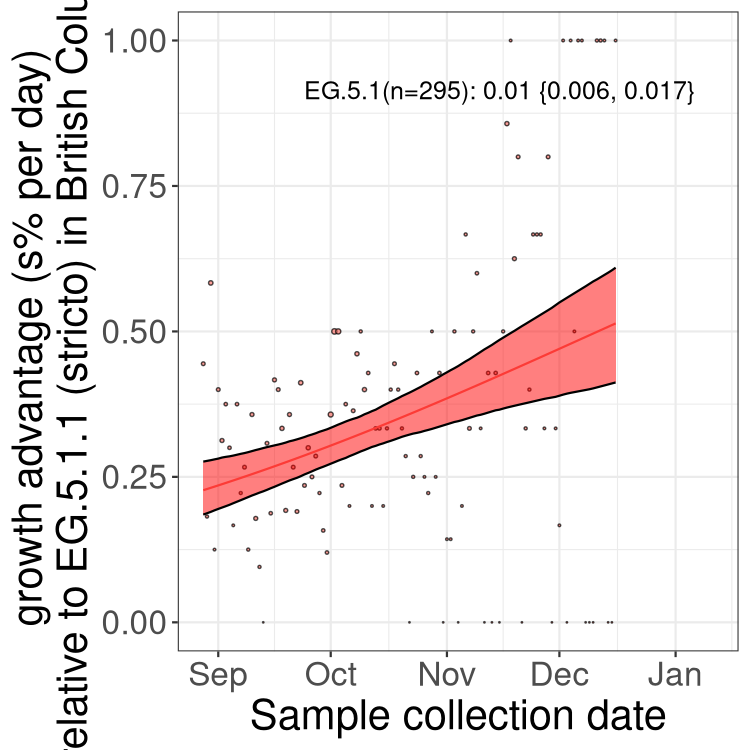 growth advantage (s% per day)
relative to EG.5.1.1 (stricto) in British Colu
1.00
0.75
0.50
0.25
0.00
EG.5.1(n=295): 0.01 {0.006, 0.017}
Sep Oct Nov Dec Jan
Sample collection date